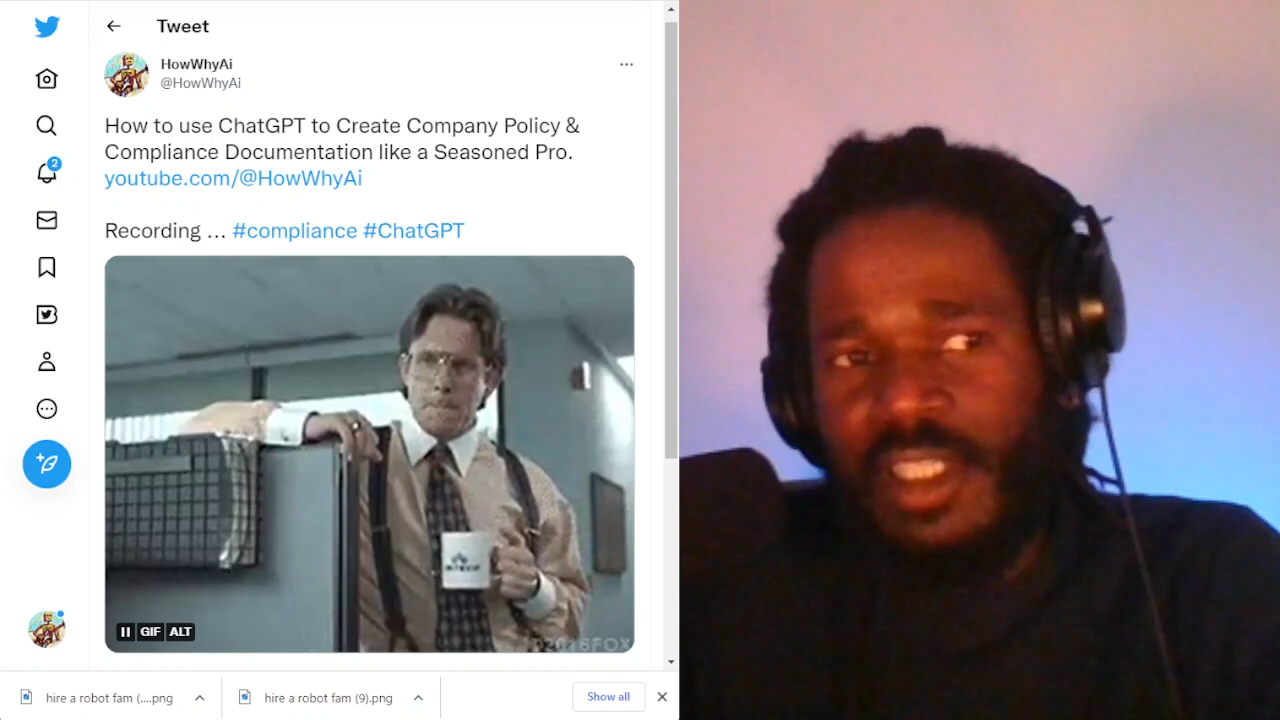 Tweet
HowWhyAi
@HowWhyAi
How to use ChatGPT to Create Company Policy &
Compliance Documentation like a Seasoned Pro.
youtube.com/@HowWhyAi
Recording ... #compliance #ChatGPT
2
GIF ALT
hire a robot fam (....png
hire a robot fam (9).png
Show all